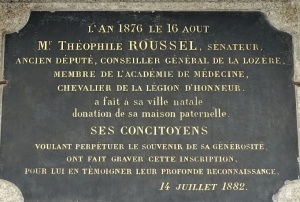 L'AN 1876 LE 16 AOUT
Mr THÉOPHILE ROUSSEL, SÉNATEUR,
ANCIEN DÉPUTÉ, CONSEILLER GÉNÉRAL DE LA LOZÈRE,
MEMBRE DE L'ACADÉMIE DE MÉDECINE,
CHEVALIER DE LA LÉGION D'HONNEUR.
a fait à sa ville natale
donation de sa maison paternelle.
SES CONCITOYENS
VOULANT PERPÉTUER LE SOUVENIR DE SA GÉNÉROSITÉ,
ONT FAIT GRAVER CETTE INSCRIPTION,
POUR LUI EN TÉMOIGNER LEUR PROFONDE RECONNAISSANCE.
14 JUILLET 1882.